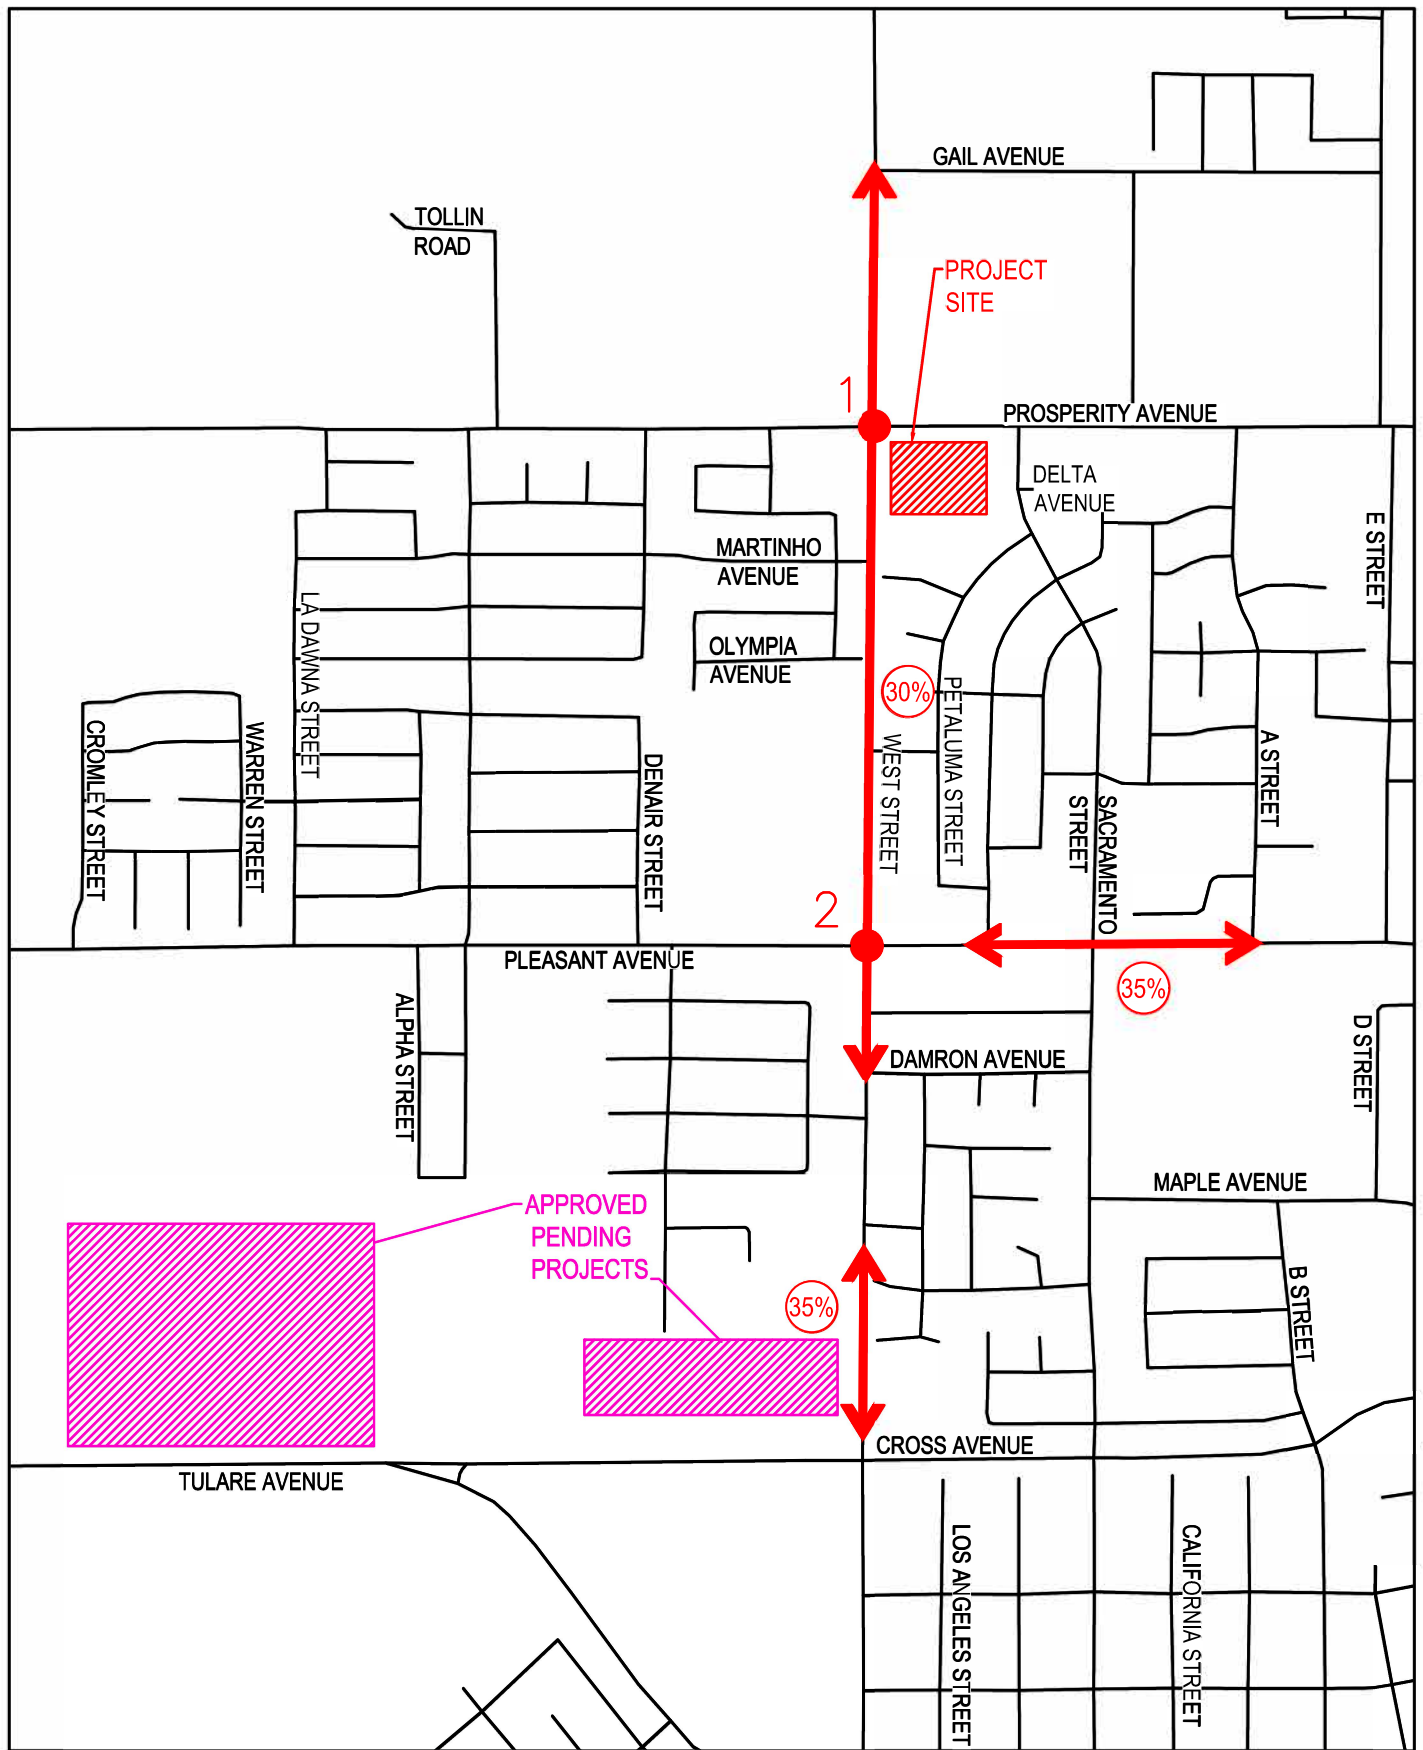 GAIL AVENUE
TOLLIN
ROAD
PROJECT
SITE
1
PROSPERITY AVENUE
DELTA
AVENUE
E STREET
MARTINHO
AVENUE
LA DAWNA STREET
OLYMPIA
AVENUE
30%
PETALUMA STREET
CROMLEY STREET
WARREN STREET
DENAIR STREET
WEST STREET
A STREET
SACRAMENTO
STREET
2
PLEASANT AVENUE
35%
ALPHA STREET
D STREET
DAMRON AVENUE
MAPLE AVENUE
APPROVED
PENDING
PROJECTS
35%
B STREET
CROSS AVENUE
TULARE AVENUE
LOS ANGELES STREET
CALIFORNIA STREET